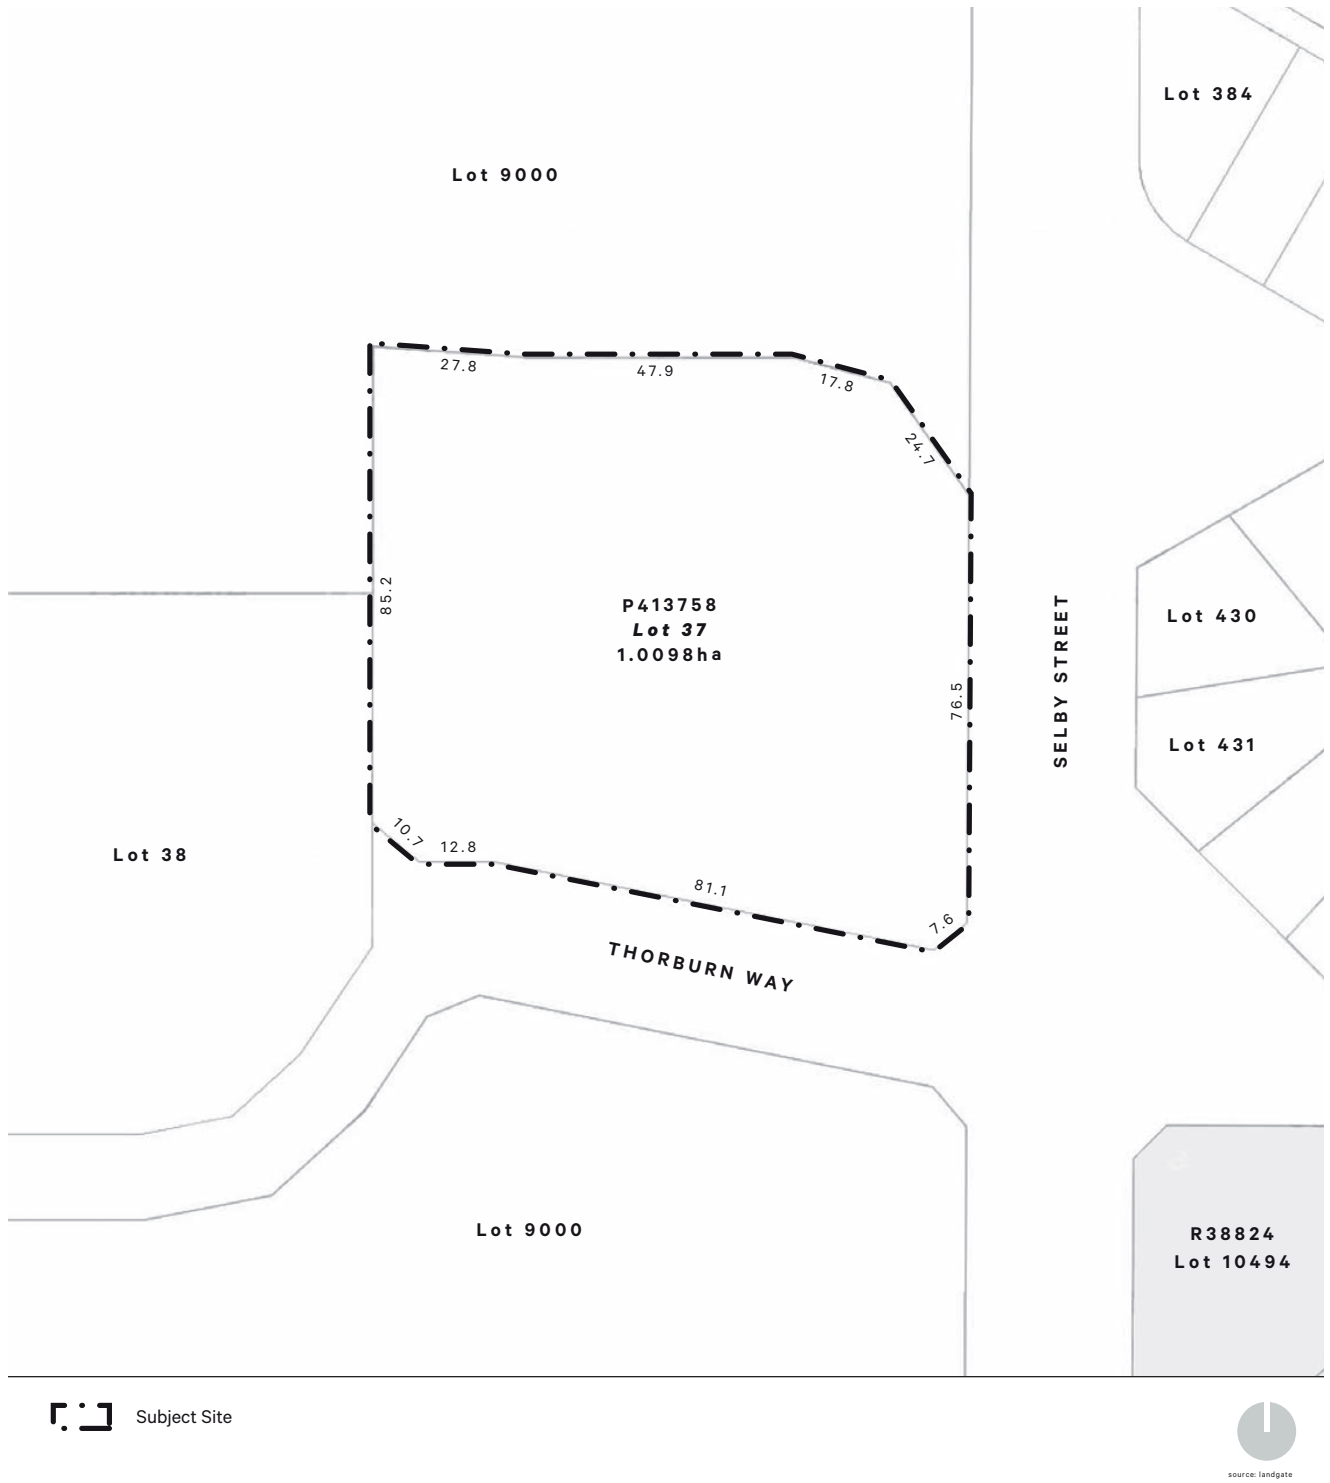 Lot 384
Lot 9000
27.8
47.9
17.8
24.7
85.2
P413758
Lot 37
1.0098ha
76.5
SELBY STREET
Lot 430
Lot 431
Lot 38
10.7
12.8
81.1
7.6
THORBURN WAY
Lot 9000
R38824
Lot 10494
Subject Site
source: landgate